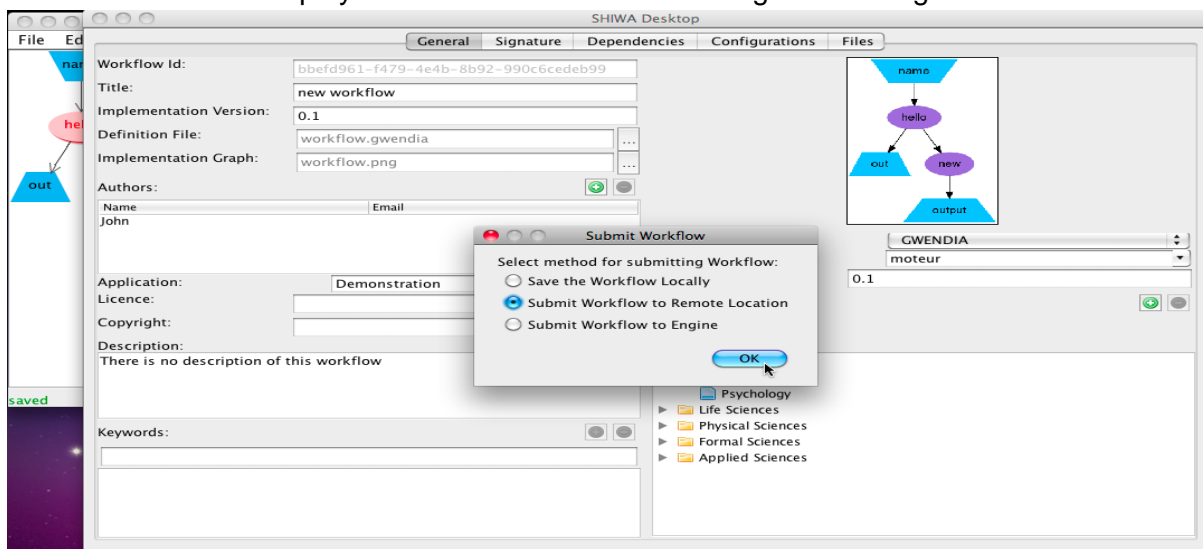 SHIWA Desktop
File Ed
General Signature Dependencies Configurations Files
Workflow Id: bbefd961-f479-4e4b-8b92-990c6cedeb99
Title: new workflow
Implementation Version: 0.1
Definition File: workflow.gwendia ...
Implementation Graph: workflow.png ...
Authors:
Name Email
John
name
hello
out new
output
out
Submit Workflow
Select method for submitting Workflow:
Save the Workflow Locally
Submit Workflow to Remote Location
Submit Workflow to Engine
OK
GWENDIA
moteur
0.1
Application: Demonstration
Licence:
Copyright:
Description:
There is no description of this workflow
saved
Keywords:
Psychology
Life Sciences
Physical Sciences
Formal Sciences
Applied Sciences